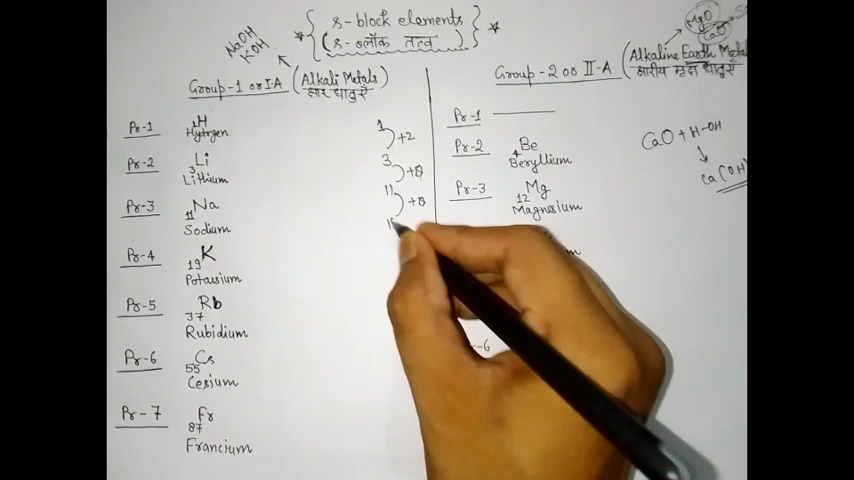 s-block elements
(s-ब्लॉक तत्व)
NaOH
KOH
Group-1 or IA (Alkali Metals)
क्षार धातुएँ
Pr-1 1H
Hydrogen
Pr-2 3Li
Lithium
Pr-3 11Na
Sodium
Pr-4 19K
Potassium
Pr-5 37Rb
Rubidium
Pr-6 55Cs
Cesium
Pr-7 87Fr
Francium
1
+2
3
+8
11
+8
MgO
CaO
Group-2 or II-A (Alkaline Earth Metal
क्षारीय मृदा धातुएँ
Pr-1
Pr-2 4Be
Beryllium
Pr-3 12Mg
Magnesium
CaO + H-OH
Ca(OH)